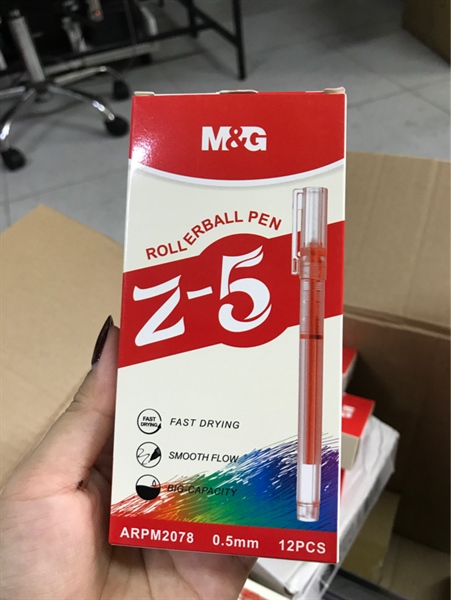 M&G
ROLLERBALL PEN
Z-5
FAST DRYING
FAST DRYING
SMOOTH FLOW
BIG-CAPACITY
ARPM2078 0.5mm 12PCS